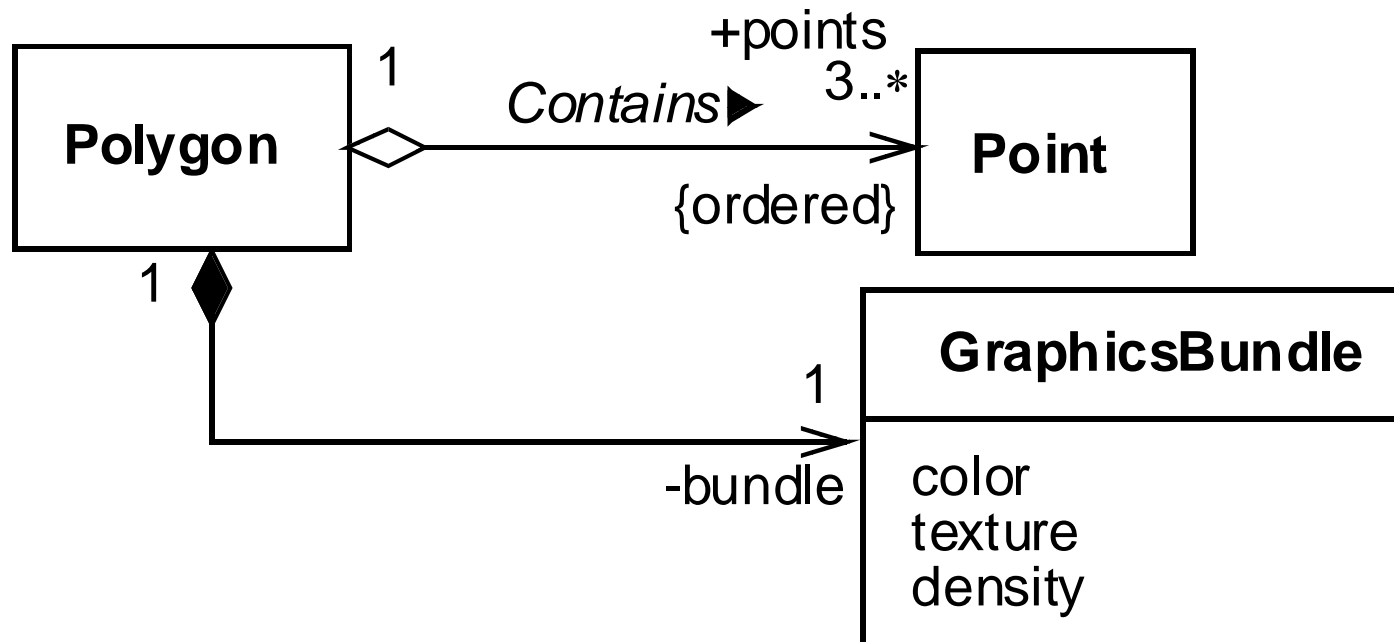 +points
1
3..*
Contains
Polygon
Point
{ordered}
1
GraphicsBundle
1
-bundle
color
texture
density